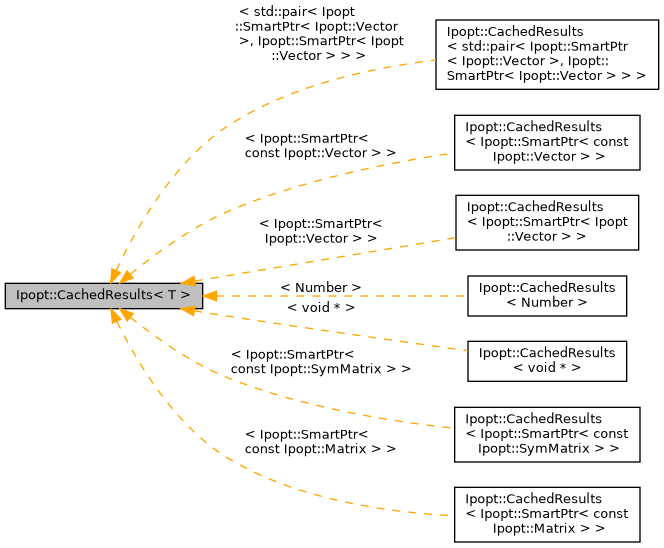 < std::pair< Ipopt
::SmartPtr< Ipopt::Vector
>, Ipopt::SmartPtr< Ipopt
::Vector > > >
Ipopt::CachedResults
< std::pair< Ipopt::SmartPtr
< Ipopt::Vector >, Ipopt::
SmartPtr< Ipopt::Vector > > >
< Ipopt::SmartPtr<
const Ipopt::Vector > >
Ipopt::CachedResults
< Ipopt::SmartPtr< const
Ipopt::Vector > >
< Ipopt::SmartPtr<
Ipopt::Vector > >
Ipopt::CachedResults
< Ipopt::SmartPtr< Ipopt
::Vector > >
Ipopt::CachedResults< T >
< Number >
Ipopt::CachedResults
< Number >
< void * >
Ipopt::CachedResults
< void * >
< Ipopt::SmartPtr<
const Ipopt::SymMatrix > >
Ipopt::CachedResults
< Ipopt::SmartPtr< const
Ipopt::SymMatrix > >
< Ipopt::SmartPtr<
const Ipopt::Matrix > >
Ipopt::CachedResults
< Ipopt::SmartPtr< const
Ipopt::Matrix > >